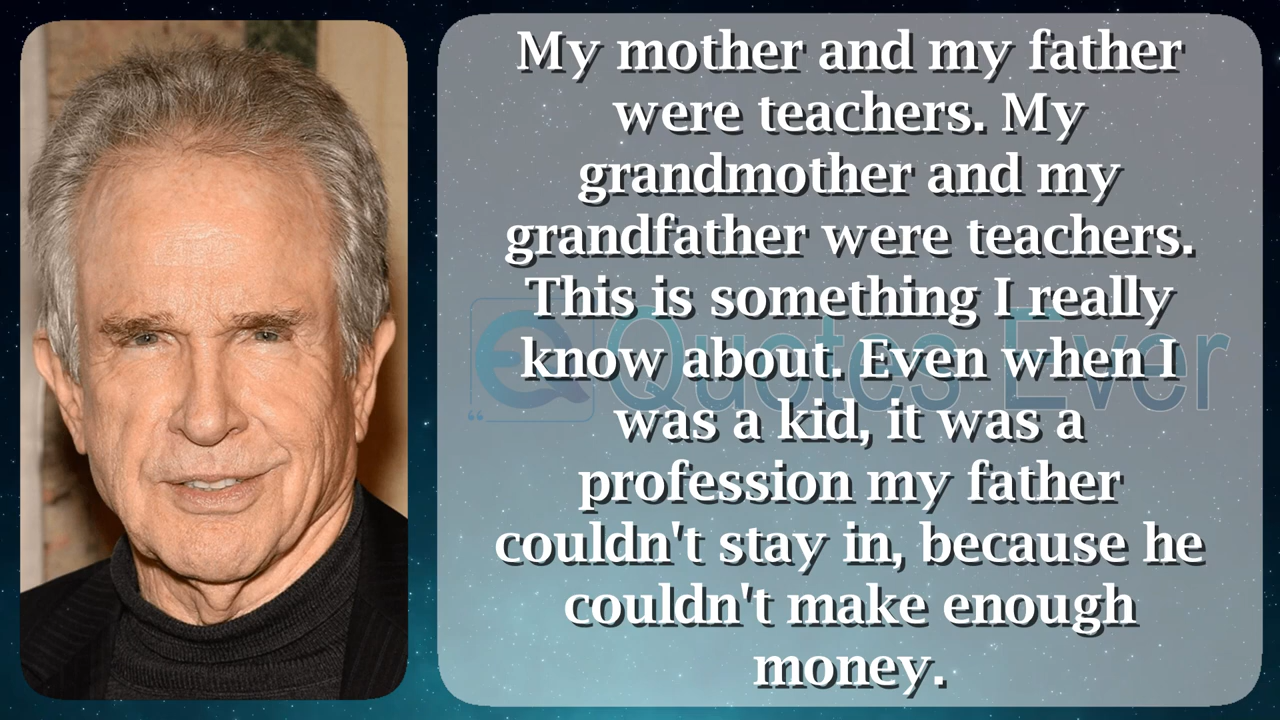 My mother and my father
were teachers. My
grandmother and my
grandfather were teachers.
This is something I really
know about. Even when I
was a kid, it was a
profession my father
couldn't stay in, because he
couldn't make enough
money.
Quotes Ever